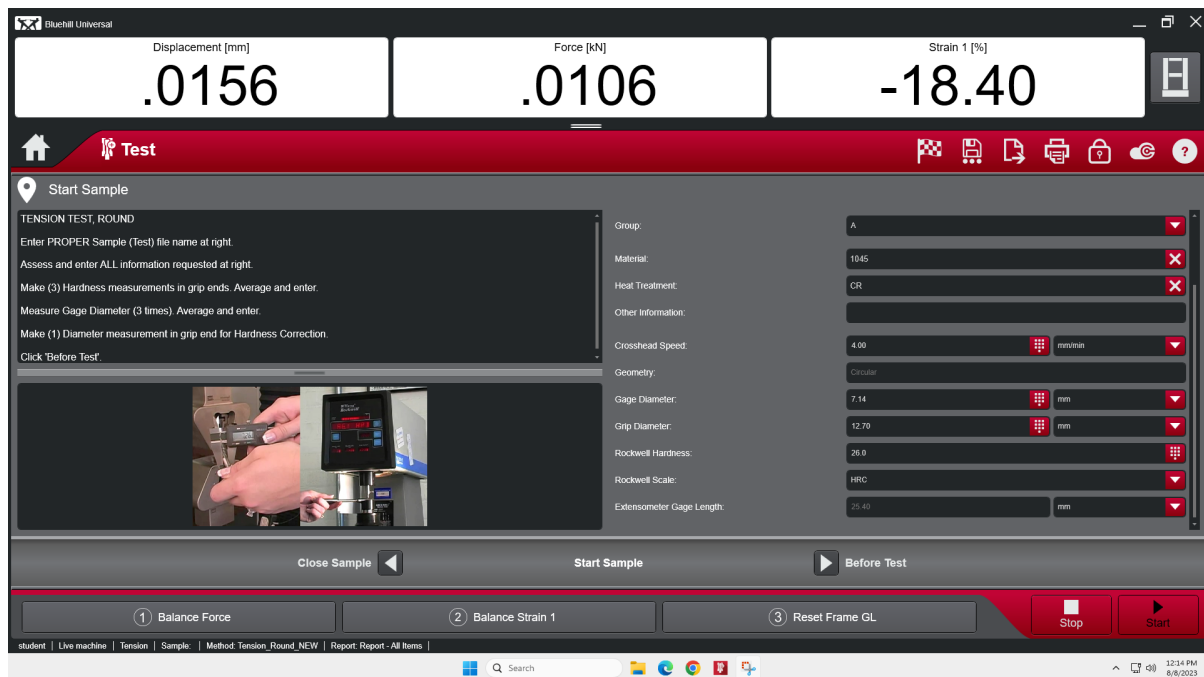 Bluehill Universal
Displacement [mm]
.0156
Force [kN]
.0106
Strain 1 [%]
-18.40
Test
Start Sample
TENSION TEST, ROUND
Enter PROPER Sample (Test) file name at right.
Assess and enter ALL information requested at right.
Make (3) Hardness measurements in grip ends. Average and enter.
Measure Gage Diameter (3 times). Average and enter.
Make (1) Diameter measurement in grip end for Hardness Correction.
Click 'Before Test'.
Group: A
Material: 1045
Heat Treatment: CR
Other Information:
Crosshead Speed: 4.00 mm/min
Geometry: Circular
Gage Diameter: 7.14 mm
Grip Diameter: 12.70 mm
Rockwell Hardness: 26.0
Rockwell Scale: HRC
Extensometer Gage Length: 25.40 mm
Close Sample Start Sample Before Test
1 Balance Force 2 Balance Strain 1 3 Reset Frame GL Stop Start
student | Live machine | Tension | Sample: | Method: Tension_Round_NEW | Report: Report - All Items |
Search
12:14 PM
8/8/2023